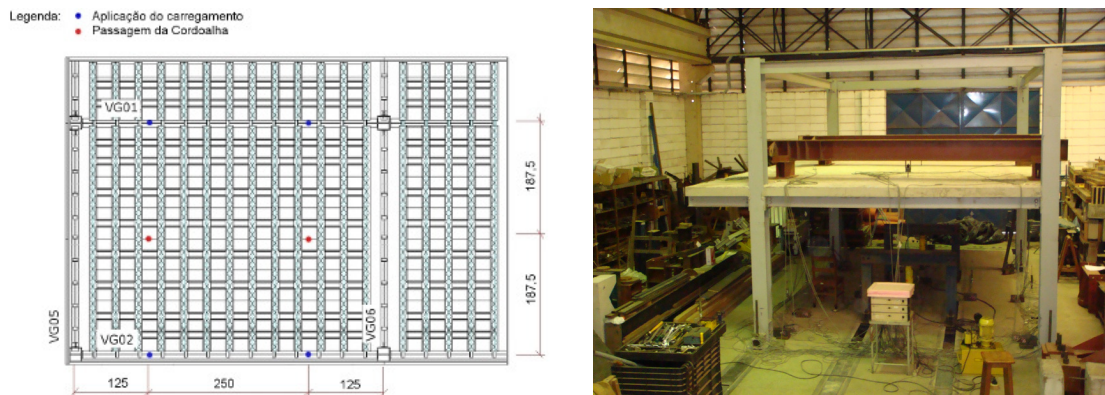 Legenda: • Aplicação do carregamento
• Passagem da Cordoalha
VG01
187,5
187,5
VG05
VG02
VG06
125
250
125